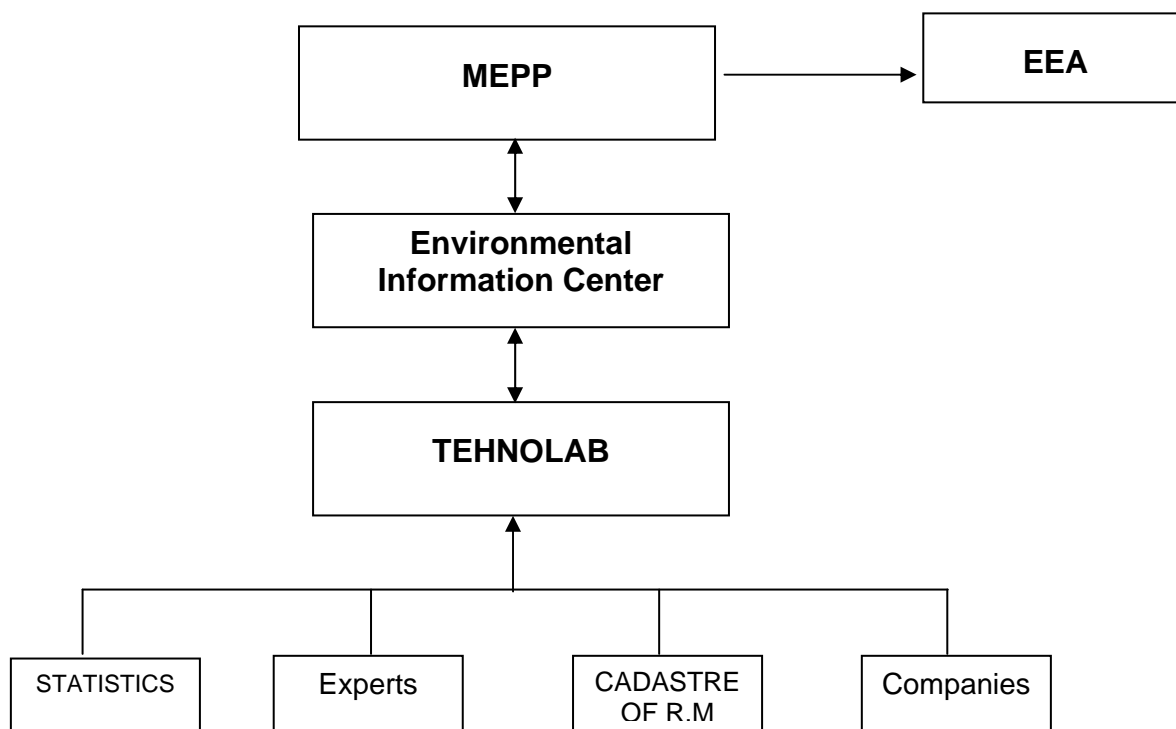 MEPP
EEA
Environmental
Information Center
TEHNOLAB
STATISTICS
Experts
CADASTRE
OF R.M
Companies